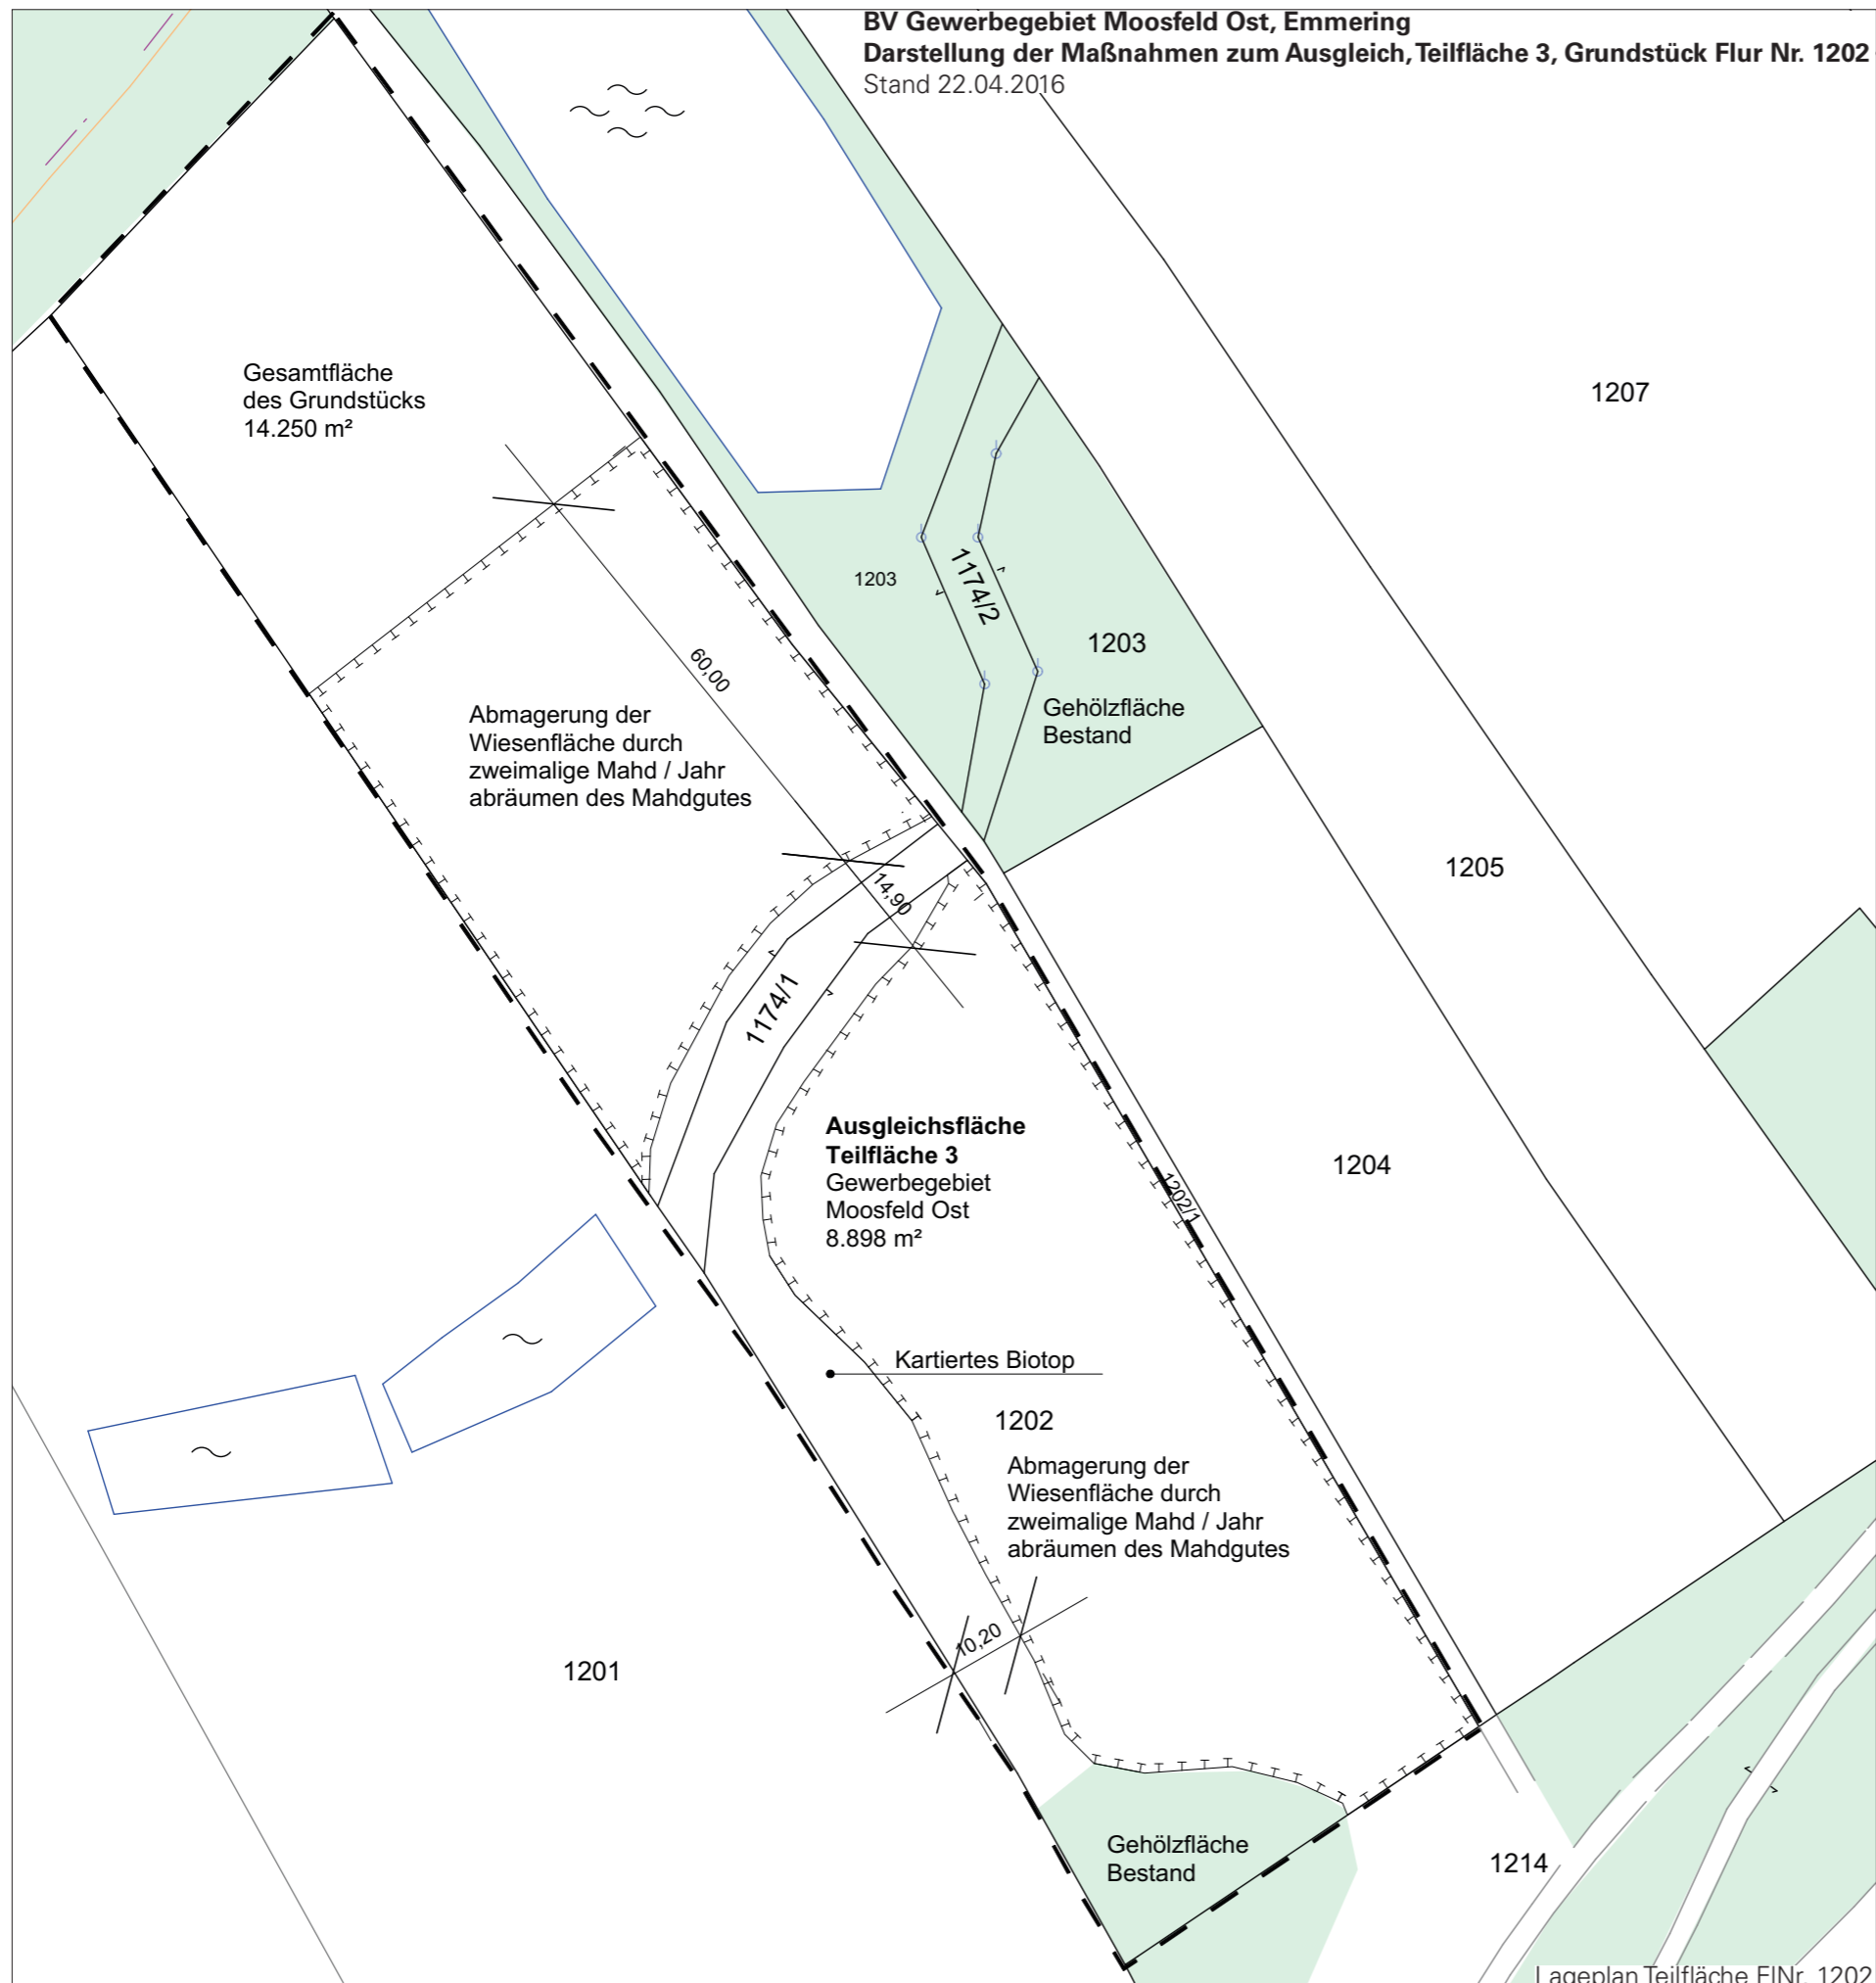 BV Gewerbegebiet Moosfeld Ost, Emmering
Darstellung der Maßnahmen zum Ausgleich, Teilfläche 3, Grundstück Flur Nr. 1202
Stand 22.04.2016
Gesamtfläche
des Grundstücks
14.250 m²
1207
1203
1174/2
1203
Gehölzfläche
Bestand
60,00
Abmagerung der
Wiesenfläche durch
zweimalige Mahd / Jahr
abräumen des Mahdgutes
1205
14,90
1174/1
Ausgleichsfläche
Teilfläche 3
Gewerbegebiet
Moosfeld Ost
8.898 m²
1204
1202/1
Kartiertes Biotop
1202
Abmagerung der
Wiesenfläche durch
zweimalige Mahd / Jahr
abräumen des Mahdgutes
10,20
1201
Gehölzfläche
Bestand
1214
Lageplan Teilfläche FlNr. 1202